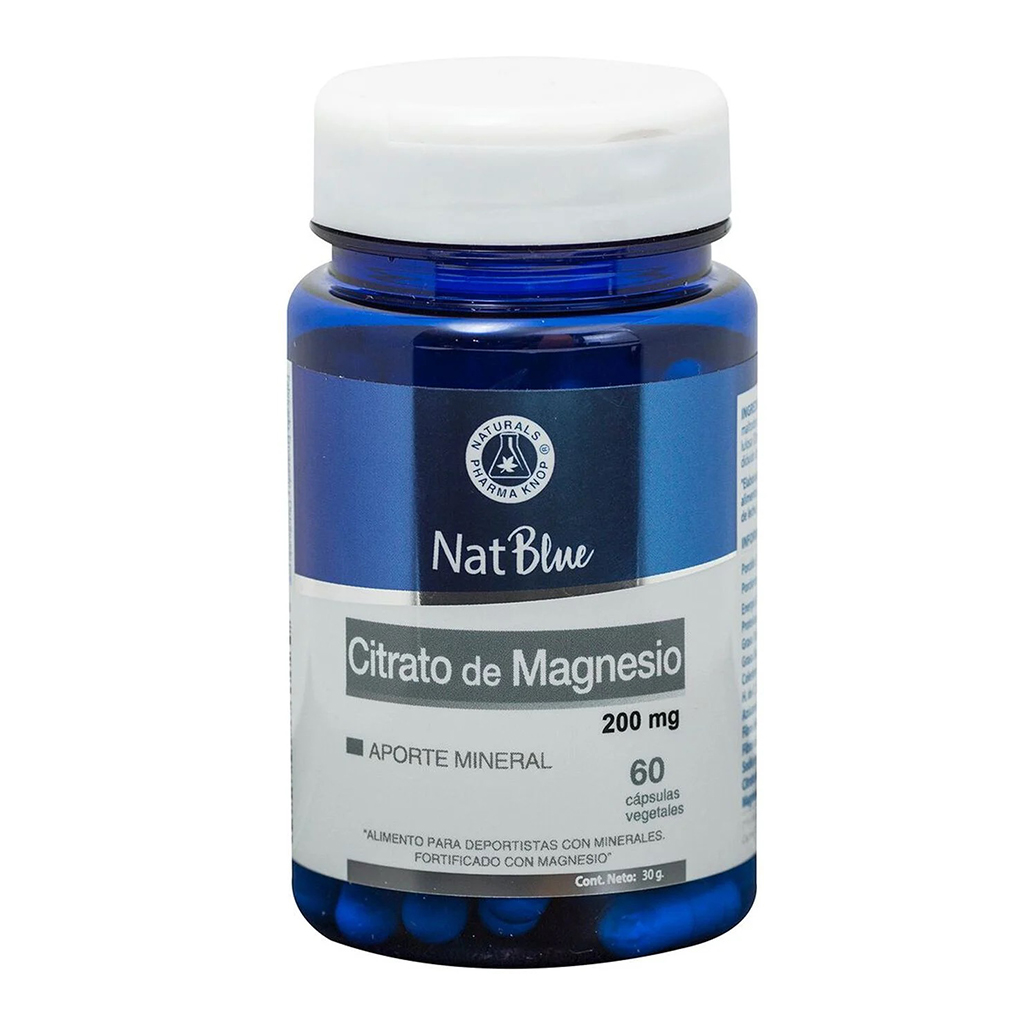 NATURALS
PHARMA KNOP
®
NatBlue
Citrato de Magnesio
200 mg
APORTE MINERAL
60
cápsulas
vegetales
"ALIMENTO PARA DEPORTISTAS CON MINERALES.
FORTIFICADO CON MAGNESIO"
Cont. Neto: 30 g.